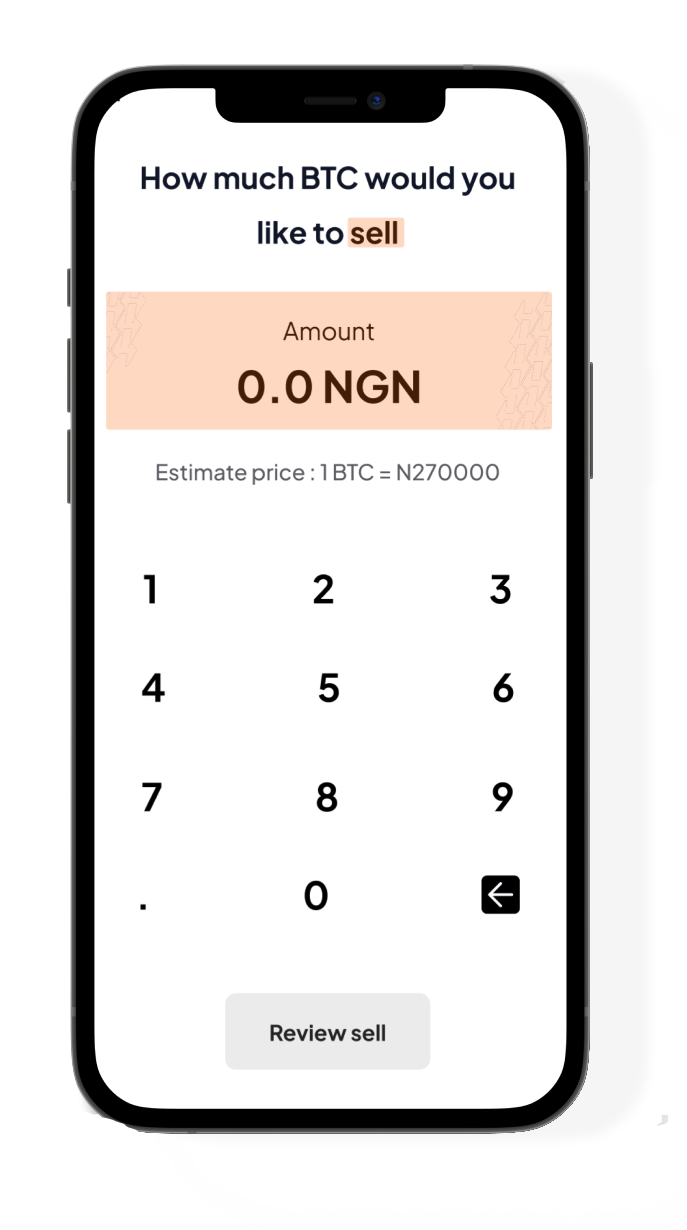 How much BTC would you
like to sell
Amount
0.0 NGN
Estimate price : 1 BTC = N270000
1 2 3
4 5 6
7 8 9
. 0
Review sell